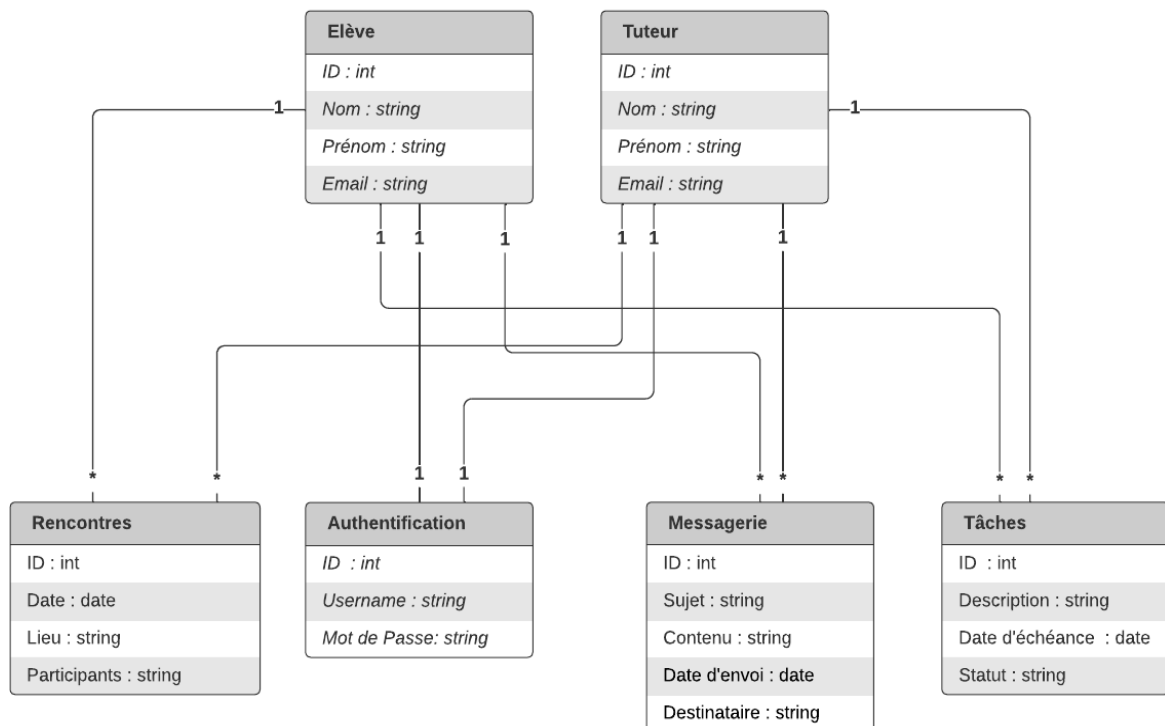 Elève
ID : int
Nom : string
Prénom : string
Email : string
Tuteur
ID : int
Nom : string
Prénom : string
Email : string
1
1
1
1
1
1
1
1
*
*
1
1
*
*
*
*
Rencontres
ID : int
Date : date
Lieu : string
Participants : string
Authentification
ID : int
Username : string
Mot de Passe: string
Messagerie
ID : int
Sujet : string
Contenu : string
Date d'envoi : date
Destinataire : string
Tâches
ID : int
Description : string
Date d'échéance : date
Statut : string